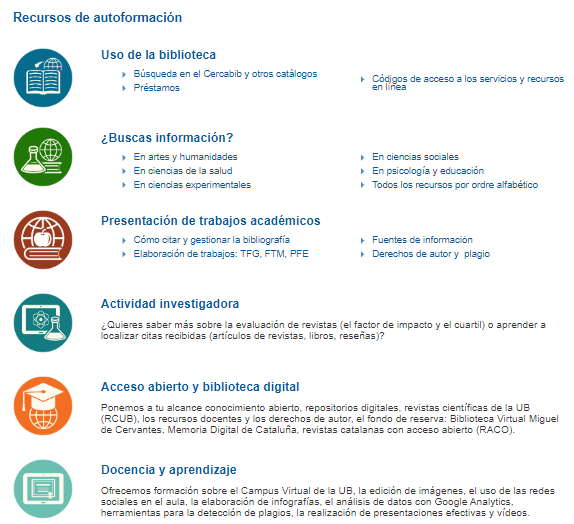 Recursos de autoformación
Uso de la biblioteca
Búsqueda en el Cercabib y otros catàlogos
Préstamos
Códigos de acceso a los servicios y recursos
en línea
¿Buscas información?
En artes y humanidades
En ciencias de la salud
En ciencias experimentales
En ciencias sociales
En psicología y educación
Todos los recursos por ordre alfabético
Presentación de trabajos académicos
Cómo citar y gestionar la bibliografía
Elaboración de trabajos: TFG, FTM, PFE
Fuentes de información
Derechos de autor y plagio
Actividad investigadora
¿Quieres saber más sobre la evaluación de revistas (el factor de impacto y el cuartil) o aprender a
localizar citas recibidas (artículos de revistas, libros, reseñas)?
Acceso abierto y biblioteca digital
Ponemos a tu alcance conocimiento abierto, repositorios digitales, revistas científicas de la UB
(RCUB), los recursos docentes y los derechos de autor, el fondo de reserva: Biblioteca Virtual Miguel
de Cervantes, Memoria Digital de Cataluña, revistas catalanas con acceso abierto (RACO).
Docencia y aprendizaje
Ofrecemos formación sobre el Campus Virtual de la UB, la edición de imágenes, el uso de las redes
sociales en el aula, la elaboración de infografías, el análisis de datos con Google Analytics,
herramientas para la detección de plagios, la realización de presentaciones efectivas y vídeos.